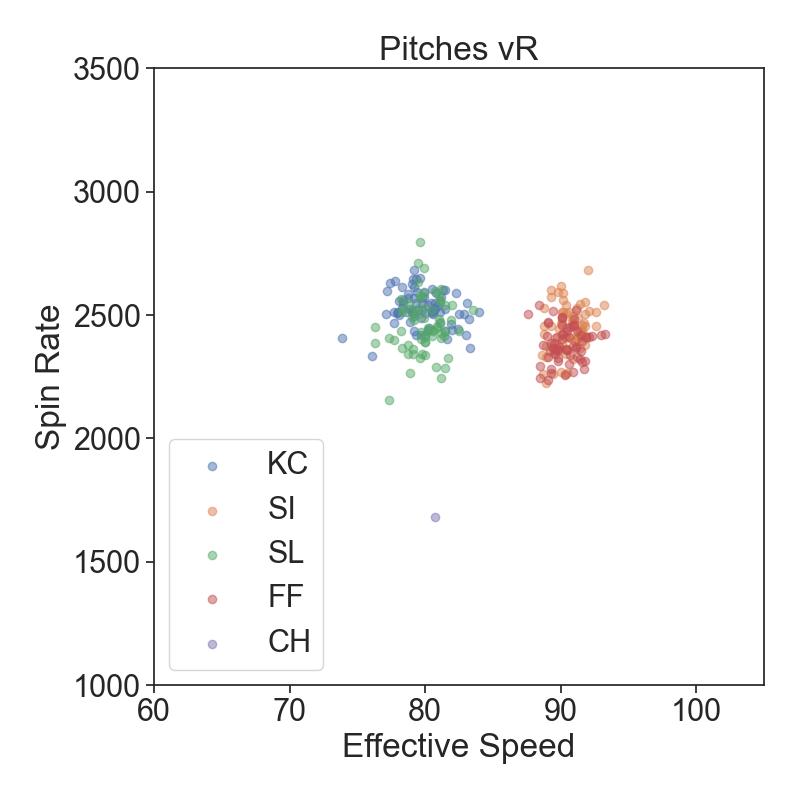 Pitches vR
3500
3000
2500
2000
1500
1000
Spin Rate
KC
SI
SL
FF
CH
60 70 80 90 100
Effective Speed